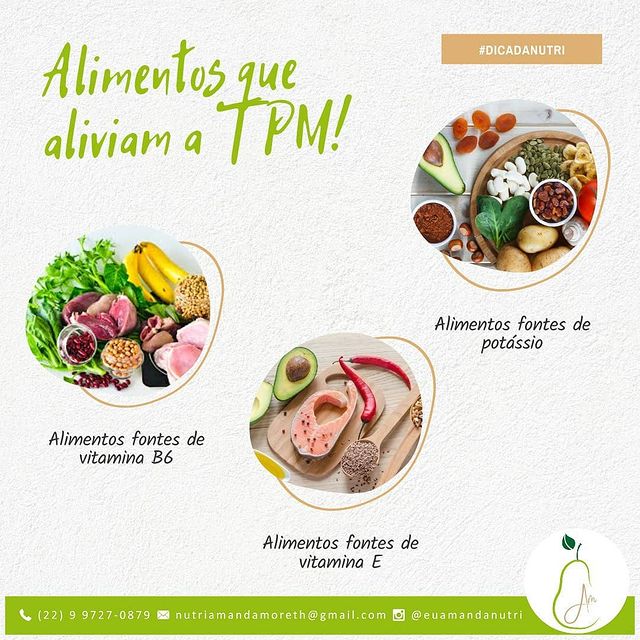 Alimentos que
aliviam a TPM!
#DICADANUTRI
Alimentos fontes de
potássio
Alimentos fontes de
vitamina B6
Alimentos fontes de
vitamina E
(22) 9 9727-0879 nutriamandamoreth@gmail.com @euamandanutri
Am